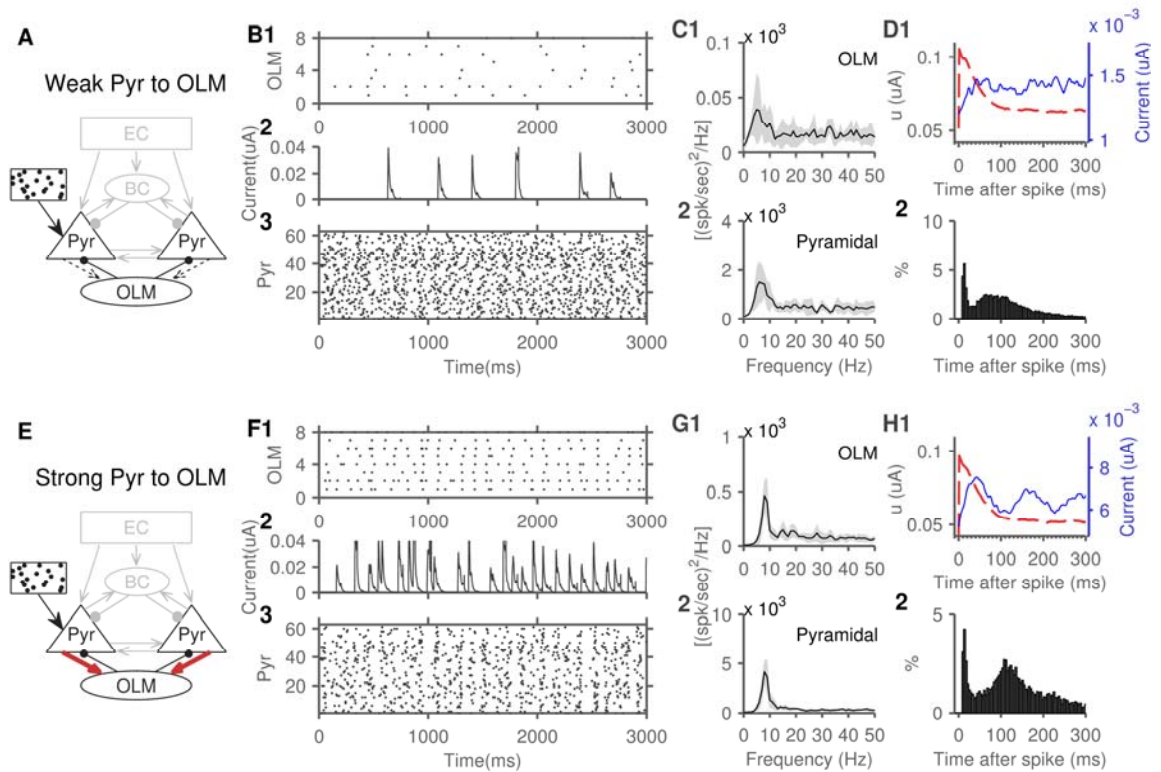 A
Weak Pyr to OLM
EC
BC
Pyr
Pyr
OLM
B1
OLM
8
4
0
0
1000
2000
3000
2
Current(uA)
0.04
0.02
0
3
Pyr
60
40
20
0
1000
2000
3000
Time(ms)
C1
x 10³
OLM
0.1
0.05
0
0 10 20 30 40 50
[(spk/sec)²/Hz]
2
x 10³
Pyramidal
4
2
0
0 10 20 30 40 50
Frequency (Hz)
D1
x 10⁻³
u (uA)
0.1
0.05
1.5
1
Current (uA)
0 100 200 300
Time after spike (ms)
2
%
10
5
0
0 100 200 300
Time after spike (ms)
E
Strong Pyr to OLM
EC
BC
Pyr
Pyr
OLM
F1
OLM
8
4
0
0
1000
2000
3000
2
Current(uA)
0.04
0.02
0
3
Pyr
60
40
20
0
1000
2000
3000
Time(ms)
G1
x 10³
OLM
1
0.5
0
0 10 20 30 40 50
[(spk/sec)²/Hz]
2
x 10³
Pyramidal
10
5
0
0 10 20 30 40 50
Frequency (Hz)
H1
x 10⁻³
u (uA)
0.1
0.05
8
6
Current (uA)
0 100 200 300
Time after spike (ms)
2
%
5
0
0 100 200 300
Time after spike (ms)